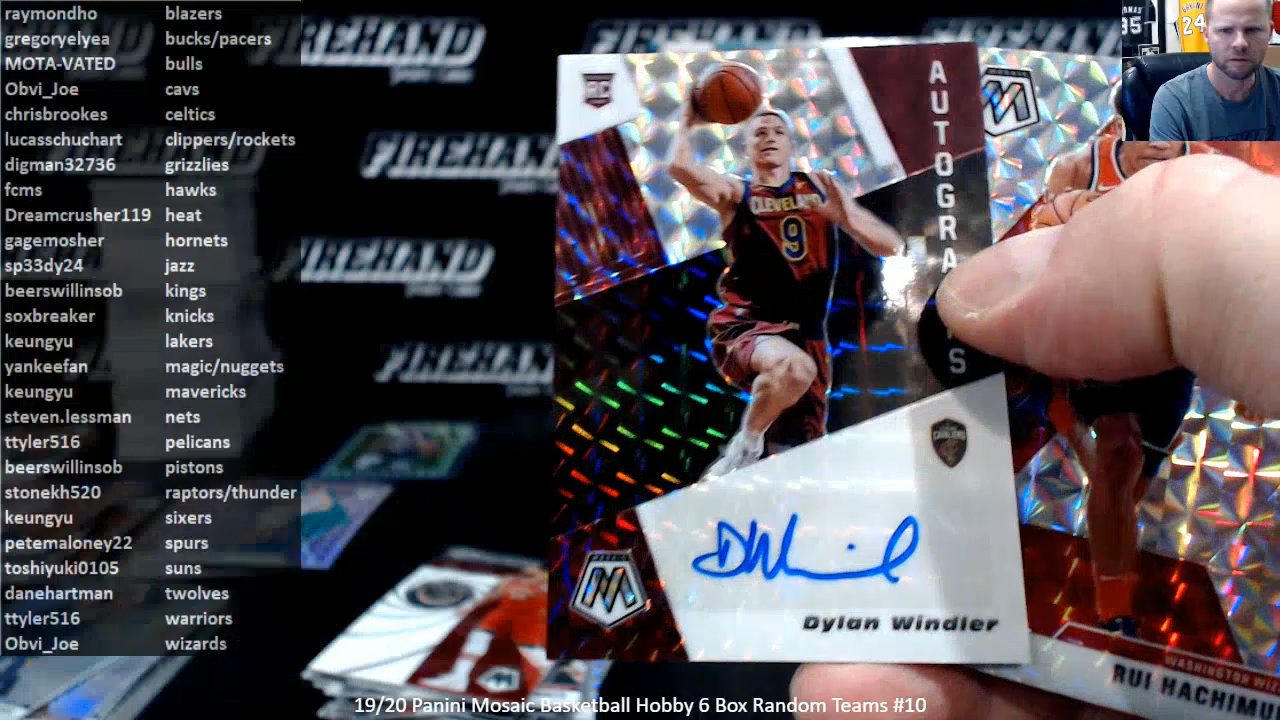 raymondho blazers
gregoryelyea bucks/pacers
MOTA-VATED bulls
Obvi_Joe cavs
chrisbrookes celtics
lucasschuchart clippers/rockets
digman32736 grizzlies
fcms hawks
Dreamcrusher119 heat
gagemosher hornets
sp33dy24 jazz
beerswillinsob kings
soxbreaker knicks
keungyu lakers
yankeefan magic/nuggets
keungyu mavericks
steven.lessman nets
ttyler516 pelicans
beerswillinsob pistons
stonekh520 raptors/thunder
keungyu sixers
petemaloney22 spurs
toshiyuki0105 suns
danehartman twolves
ttyler516 warriors
Obvi_Joe wizards
FIREHAND
FIREHAND
FIREHAND
RC
AUTOGRA S
CLEVELAND
9
CAVALIERS
M
Dylan Windler
M
WASHINGTON WIZ
RUI HACHIMU
24
19/20 Panini Mosaic Basketball Hobby 6 Box Random Teams #10